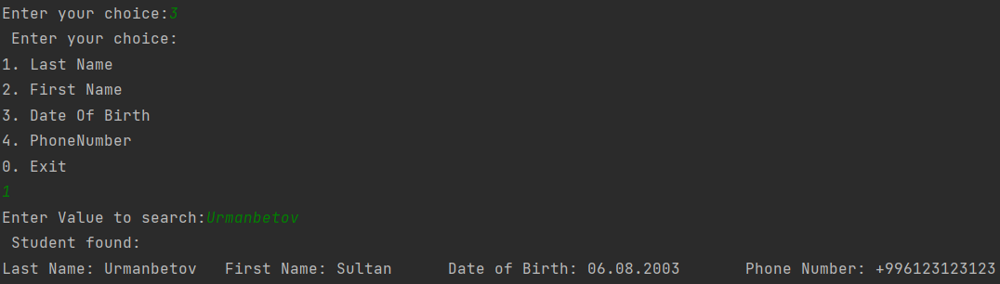 Enter your choice:3
Enter your choice:
1. Last Name
2. First Name
3. Date Of Birth
4. PhoneNumber
0. Exit
1
Enter Value to search:Urmanbetov
Student found:
Last Name: Urmanbetov   First Name: Sultan      Date of Birth: 06.08.2003       Phone Number: +996123123123